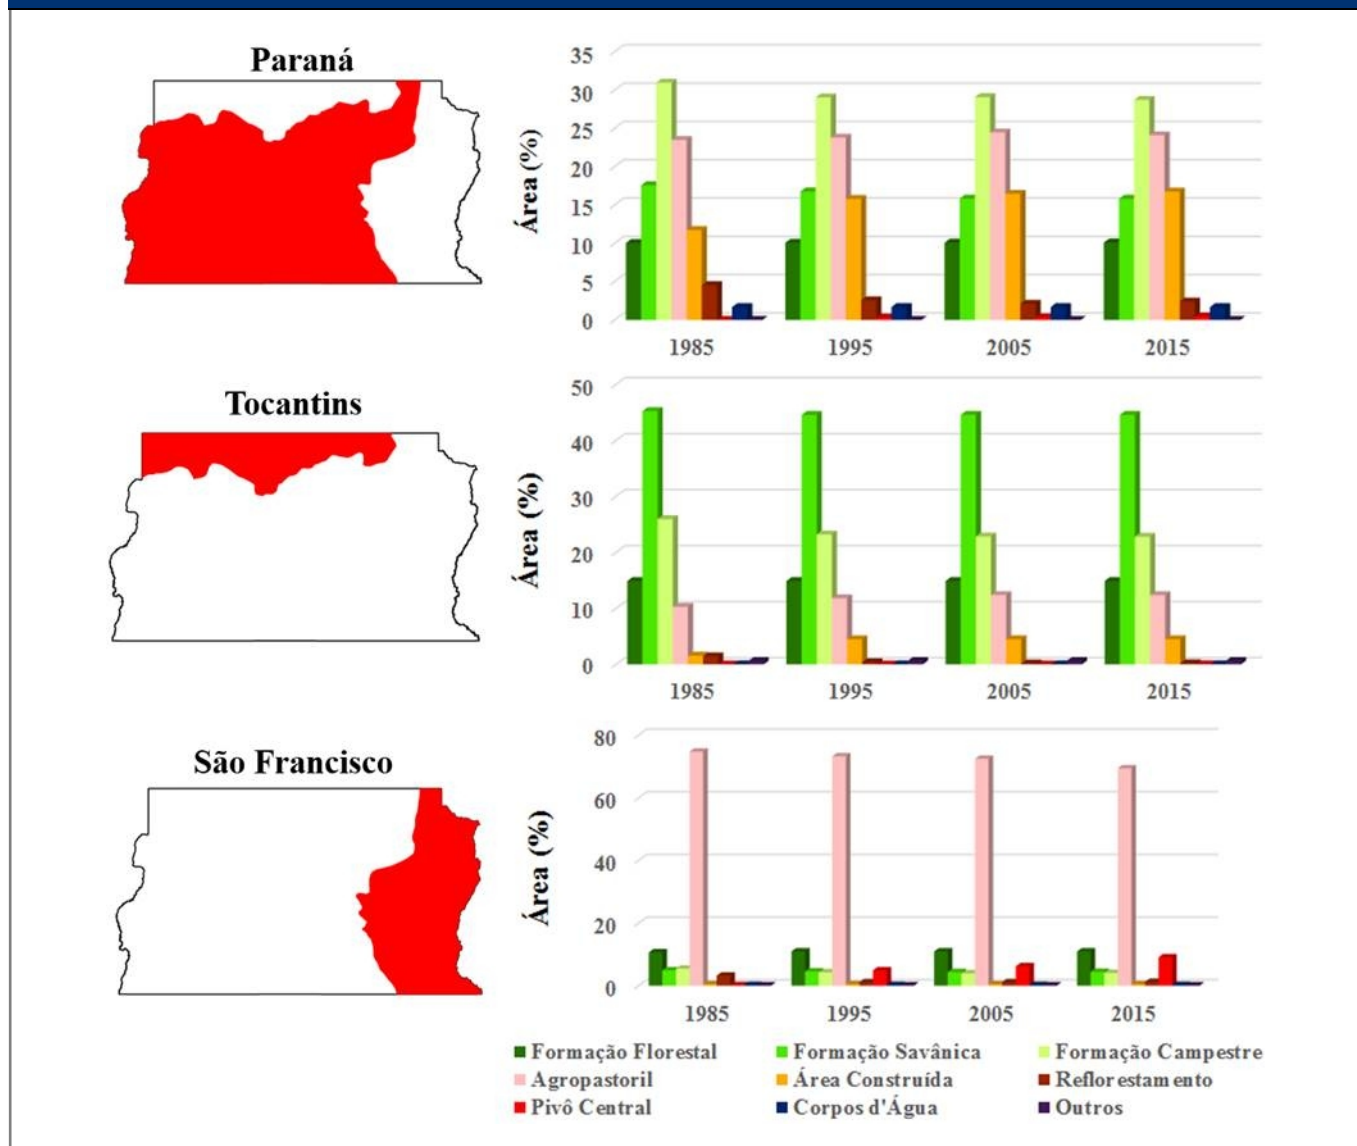 Paraná
Área (%)
35
30
25
20
15
10
5
0
1985 1995 2005 2015
Tocantins
Área (%)
50
40
30
20
10
0
1985 1995 2005 2015
São Francisco
Área (%)
80
60
40
20
0
1985 1995 2005 2015
Formação Florestal Formação Savânica Formação Campestre
Agropastoril Área Construída Reflorestamento
Pivô Central Corpos d'Água Outros